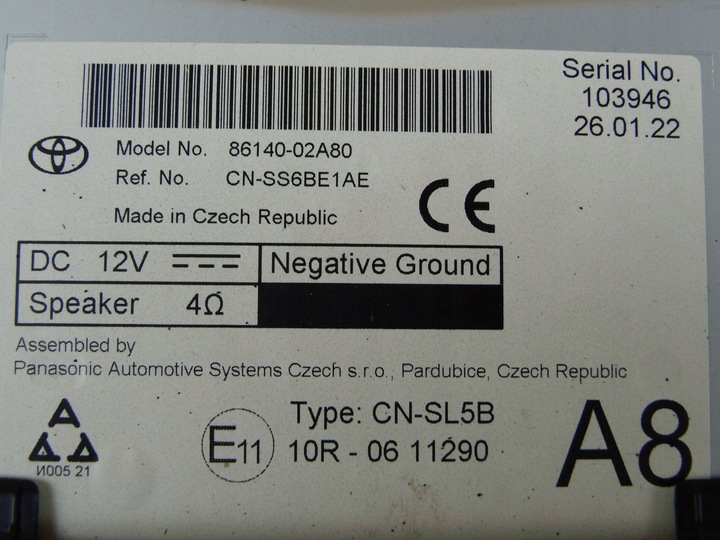 Serial No.
103946
26.01.22
Model No. 86140-02A80
Ref. No. CN-SS6BE1AE
CE
Made in Czech Republic
DC 12V Negative Ground
Speaker 4Ω
Assembled by
Panasonic Automotive Systems Czech s.r.o., Pardubice, Czech Republic
A
A A
И005 21
E11
Type: CN-SL5B
10R - 06 11290
A8